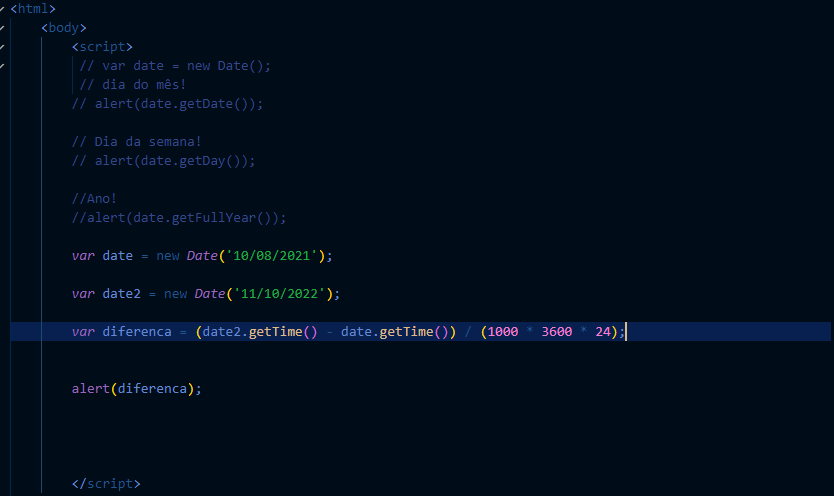 <html>
<body>
<script>
// var date = new Date();
// dia do mês!
// alert(date.getDate());
// Dia da semana!
// alert(date.getDay());
//Ano!
//alert(date.getFullYear());
var date = new Date('10/08/2021');
var date2 = new Date('11/10/2022');
var diferenca = (date2.getTime() - date.getTime()) / (1000 * 3600 * 24);
alert(diferenca);
</script>